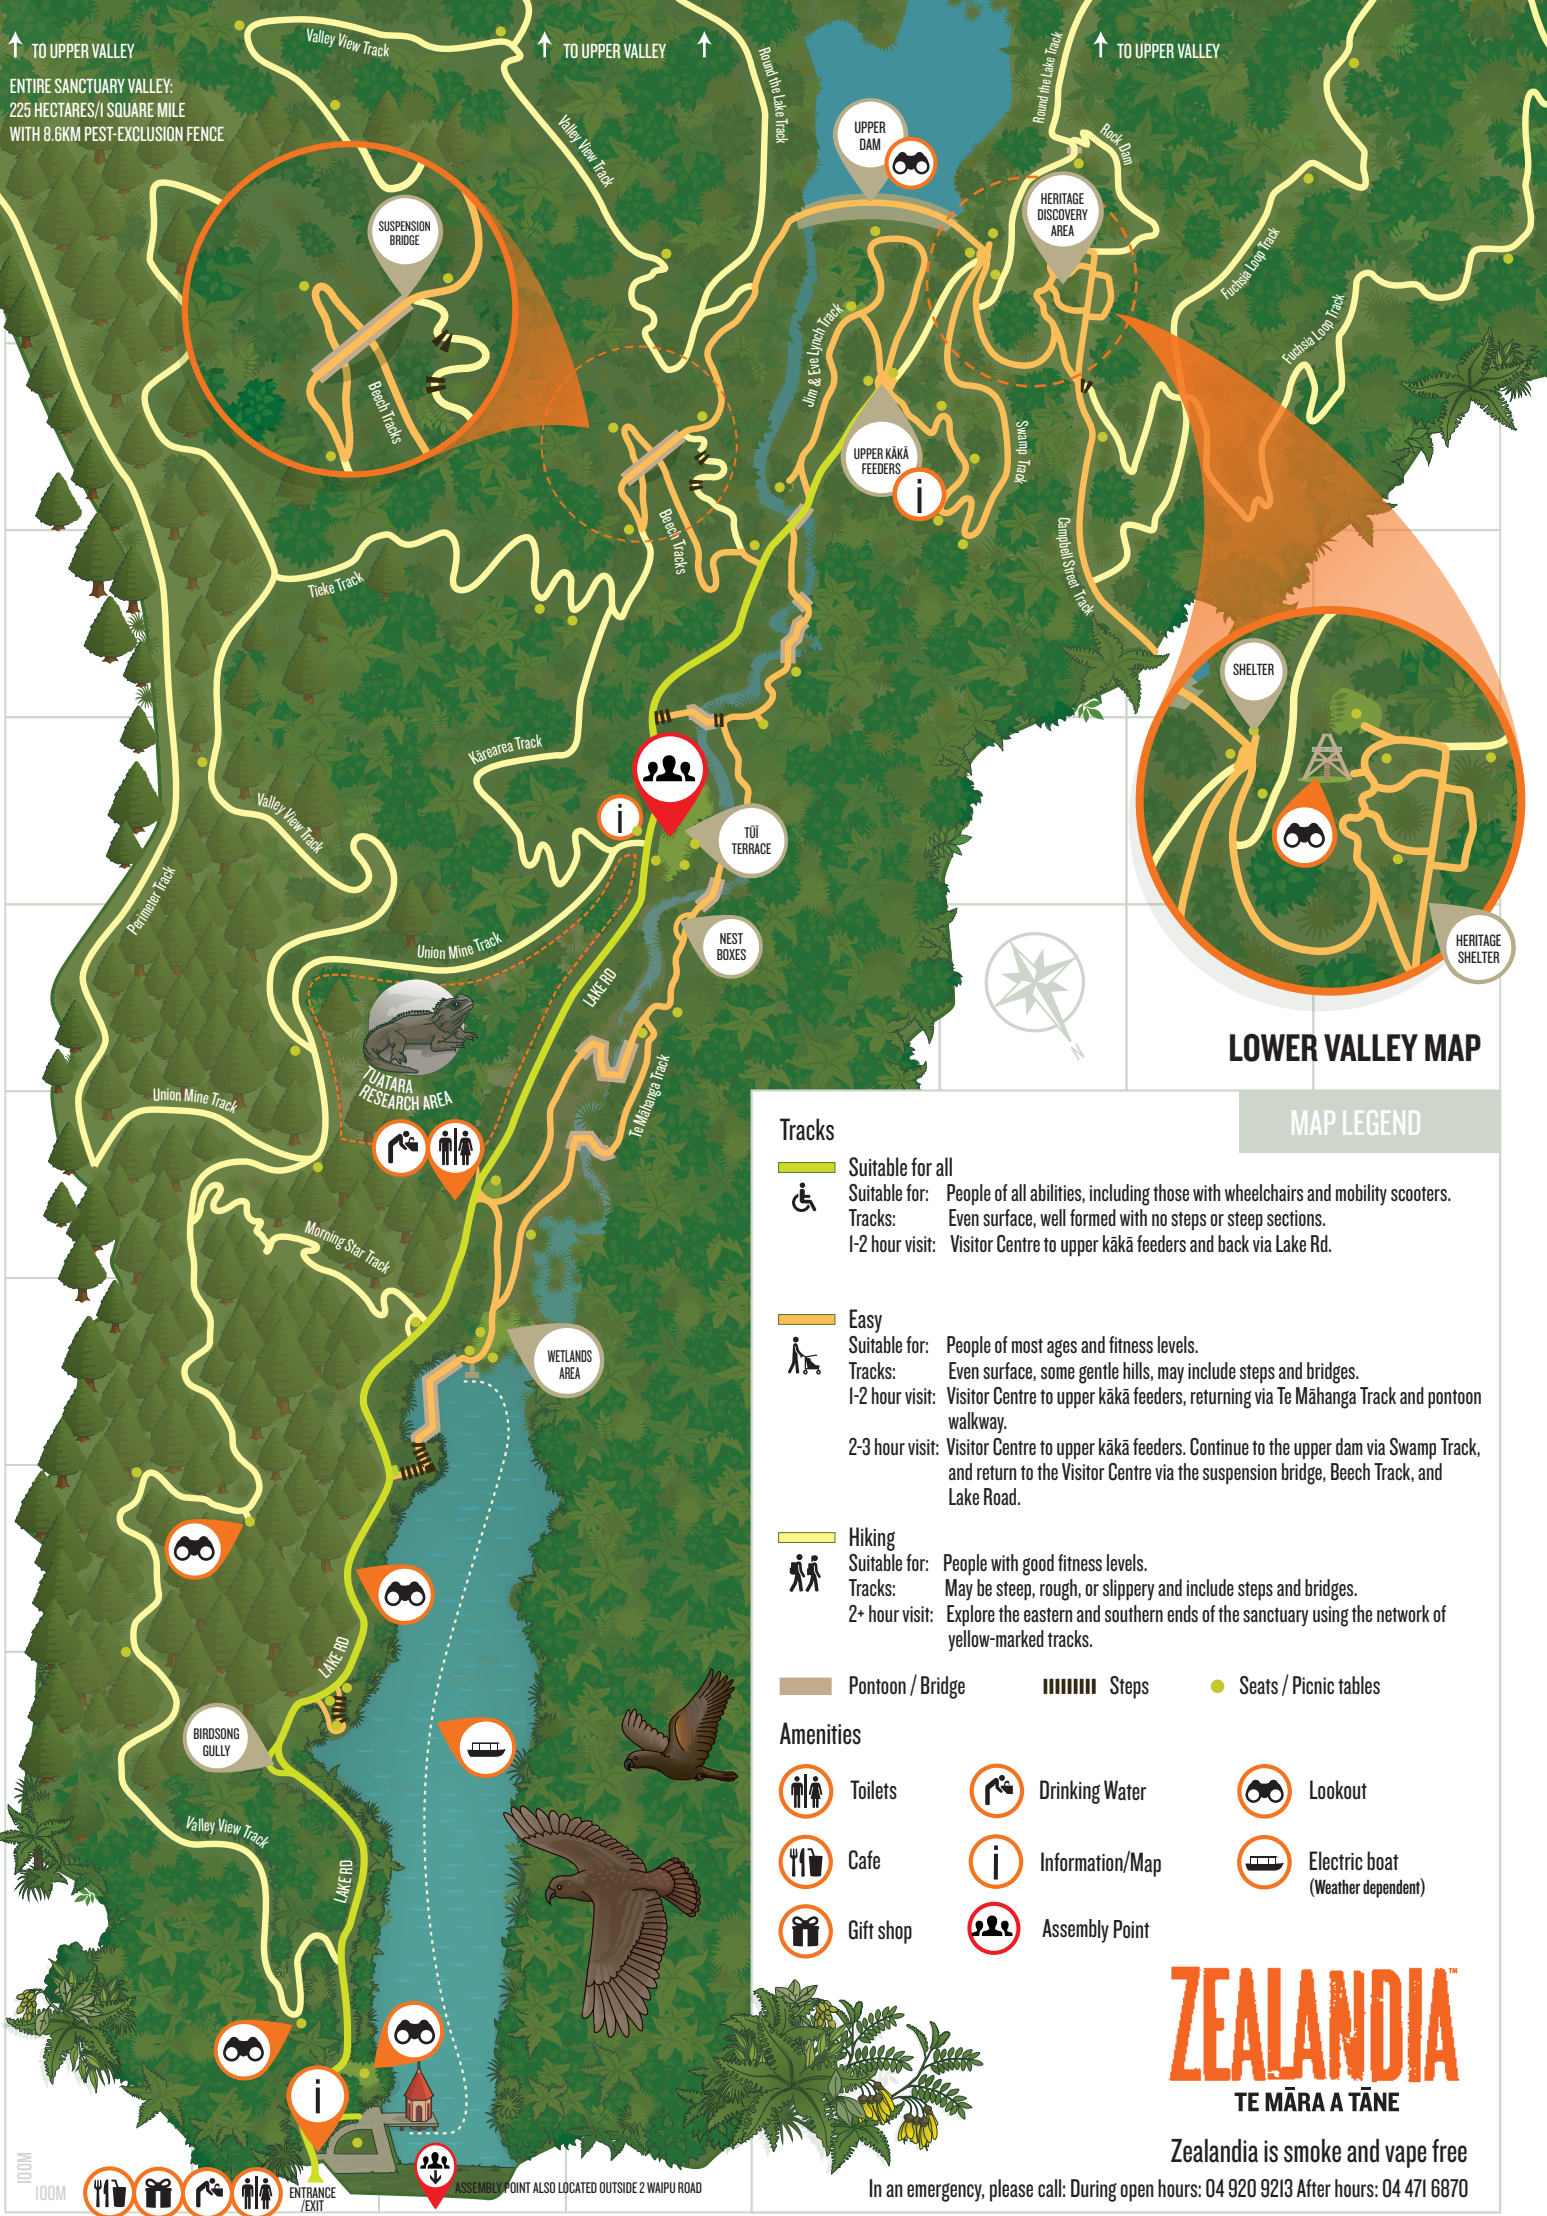 TO UPPER VALLEY
TO UPPER VALLEY
TO UPPER VALLEY
ENTIRE SANCTUARY VALLEY:
225 HECTARES/1 SQUARE MILE
WITH 8.6KM PEST-EXCLUSION FENCE
Valley View Track
Valley View Track
Round the Lake Track
Round the Lake Track
Rock Dam
UPPER
DAM
HERITAGE
DISCOVERY
AREA
SUSPENSION
BRIDGE
Beech Tracks
Fuchsia Loop Track
Fuchsia Loop Track
Jim & Eve Lynch Track
UPPER KĀKĀ
FEEDERS
i
Swamp Track
Beech Tracks
Campbell Street Track
Tieke Track
SHELTER
Kārearea Track
Valley View Track
i
TŪĪ
TERRACE
Perimeter Track
Union Mine Track
NEST
BOXES
HERITAGE
SHELTER
LAKE RD
N
LOWER VALLEY MAP
TUATARA
RESEARCH AREA
Te Māhanga Track
Union Mine Track
Morning Star Track
WETLANDS
AREA
LAKE RD
BIRDSONG
GULLY
Valley View Track
LAKE RD
i
100M
100M
ENTRANCE
/EXIT
ASSEMBLY POINT ALSO LOCATED OUTSIDE 2 WAIPU ROAD
MAP LEGEND
Tracks
Suitable for all
Suitable for: People of all abilities, including those with wheelchairs and mobility scooters.
Tracks: Even surface, well formed with no steps or steep sections.
1-2 hour visit: Visitor Centre to upper kākā feeders and back via Lake Rd.
Easy
Suitable for: People of most ages and fitness levels.
Tracks: Even surface, some gentle hills, may include steps and bridges.
1-2 hour visit: Visitor Centre to upper kākā feeders, returning via Te Māhanga Track and pontoon
walkway.
2-3 hour visit: Visitor Centre to upper kākā feeders. Continue to the upper dam via Swamp Track,
and return to the Visitor Centre via the suspension bridge, Beech Track, and
Lake Road.
Hiking
Suitable for: People with good fitness levels.
Tracks: May be steep, rough, or slippery and include steps and bridges.
2+ hour visit: Explore the eastern and southern ends of the sanctuary using the network of
yellow-marked tracks.
Pontoon / Bridge
Steps
Seats / Picnic tables
Amenities
Toilets
Drinking Water
Lookout
Cafe
i
Information/Map
Electric boat
(Weather dependent)
Gift shop
Assembly Point
ZEALANDIA™
TE MĀRA A TĀNE
Zealandia is smoke and vape free
In an emergency, please call: During open hours: 04 920 9213 After hours: 04 471 6870